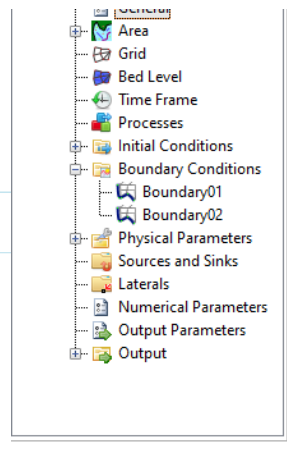 General
Area
Grid
Bed Level
Time Frame
Processes
Initial Conditions
Boundary Conditions
Boundary01
Boundary02
Physical Parameters
Sources and Sinks
Laterals
Numerical Parameters
Output Parameters
Output